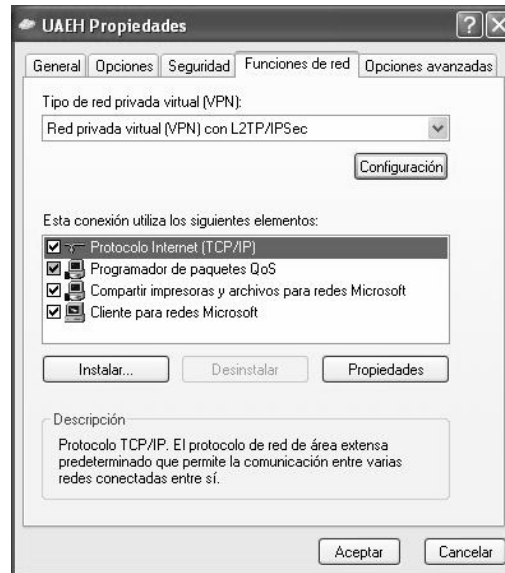 UAEH Propiedades
General Opciones Seguridad Funciones de red Opciones avanzadas
Tipo de red privada virtual (VPN):
Red privada virtual (VPN) con L2TP/IPSec
Configuración
Esta conexión utiliza los siguientes elementos:
Protocolo Internet (TCP/IP)
Programador de paquetes QoS
Compartir impresoras y archivos para redes Microsoft
Cliente para redes Microsoft
Instalar... Desinstalar Propiedades
Descripción
Protocolo TCP/IP. El protocolo de red de área extensa
predeterminado que permite la comunicación entre varias
redes conectadas entre sí.
Aceptar Cancelar